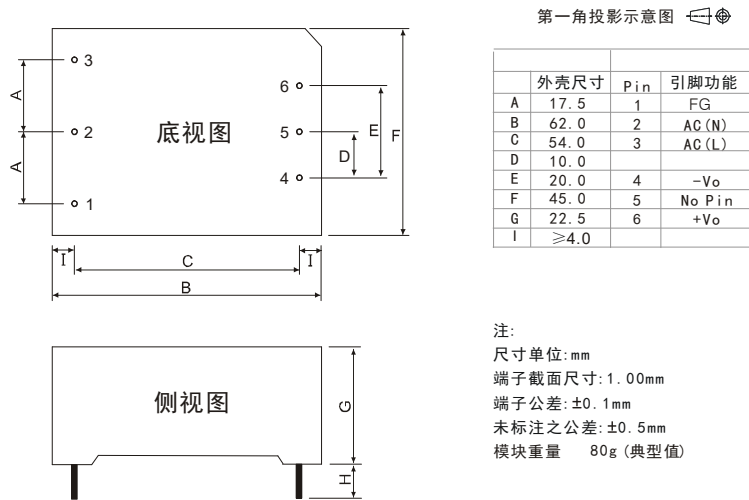 第一角投影示意图
3
2
1
6
5
4
A
A
底视图
D
E
F
I
C
I
B
外壳尺寸 Pin 引脚功能
A 17.5 1 FG
B 62.0 2 AC(N)
C 54.0 3 AC(L)
D 10.0
E 20.0 4 -Vo
F 45.0 5 No Pin
G 22.5 6 +Vo
I ≥4.0
侧视图
G
H
注:
尺寸单位:mm
端子截面尺寸:1.00mm
端子公差:±0.1mm
未标注之公差:±0.5mm
模块重量 80g(典型值)